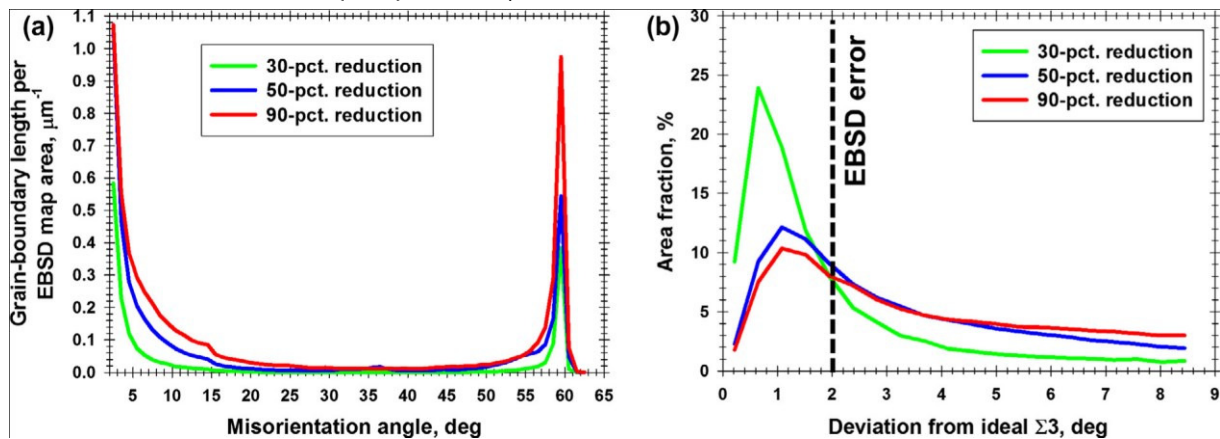 (a)
30-pct. reduction
50-pct. reduction
90-pct. reduction
Grain-boundary length per
EBSD map area, μm⁻¹
1.1
1.0
0.9
0.8
0.7
0.6
0.5
0.4
0.3
0.2
0.1
0.0
5 10 15 20 25 30 35 40 45 50 55 60 65
Misorientation angle, deg
(b)
30-pct. reduction
50-pct. reduction
90-pct. reduction
EBSD error
Area fraction, %
30
25
20
15
10
5
0
0 1 2 3 4 5 6 7 8 9
Deviation from ideal Σ3, deg